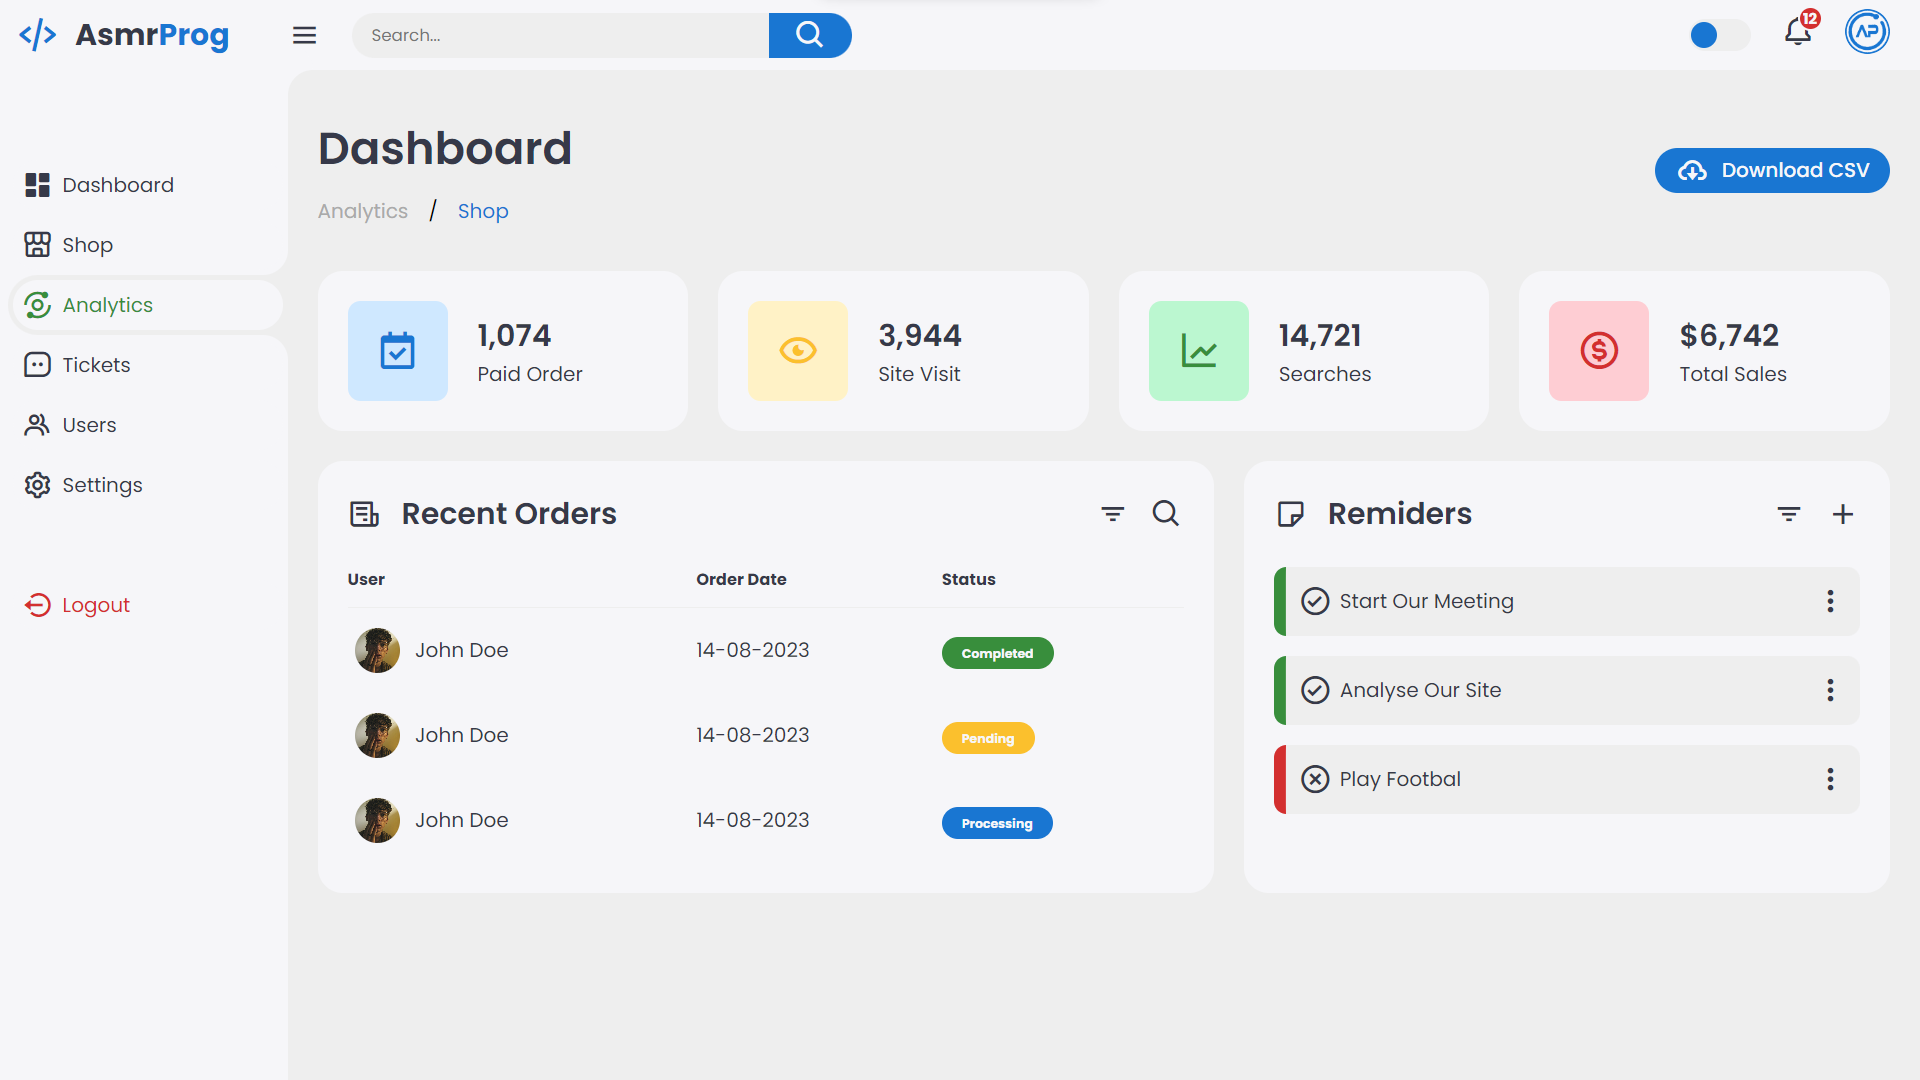 AsmrProg
Search...
12
AP
Dashboard
Shop
Analytics
Tickets
Users
Settings
Logout
Dashboard
Analytics / Shop
Download CSV
1,074
Paid Order
3,944
Site Visit
14,721
Searches
$6,742
Total Sales
Recent Orders
User Order Date Status
John Doe 14-08-2023 Completed
John Doe 14-08-2023 Pending
John Doe 14-08-2023 Processing
Remiders
Start Our Meeting
Analyse Our Site
Play Footbal